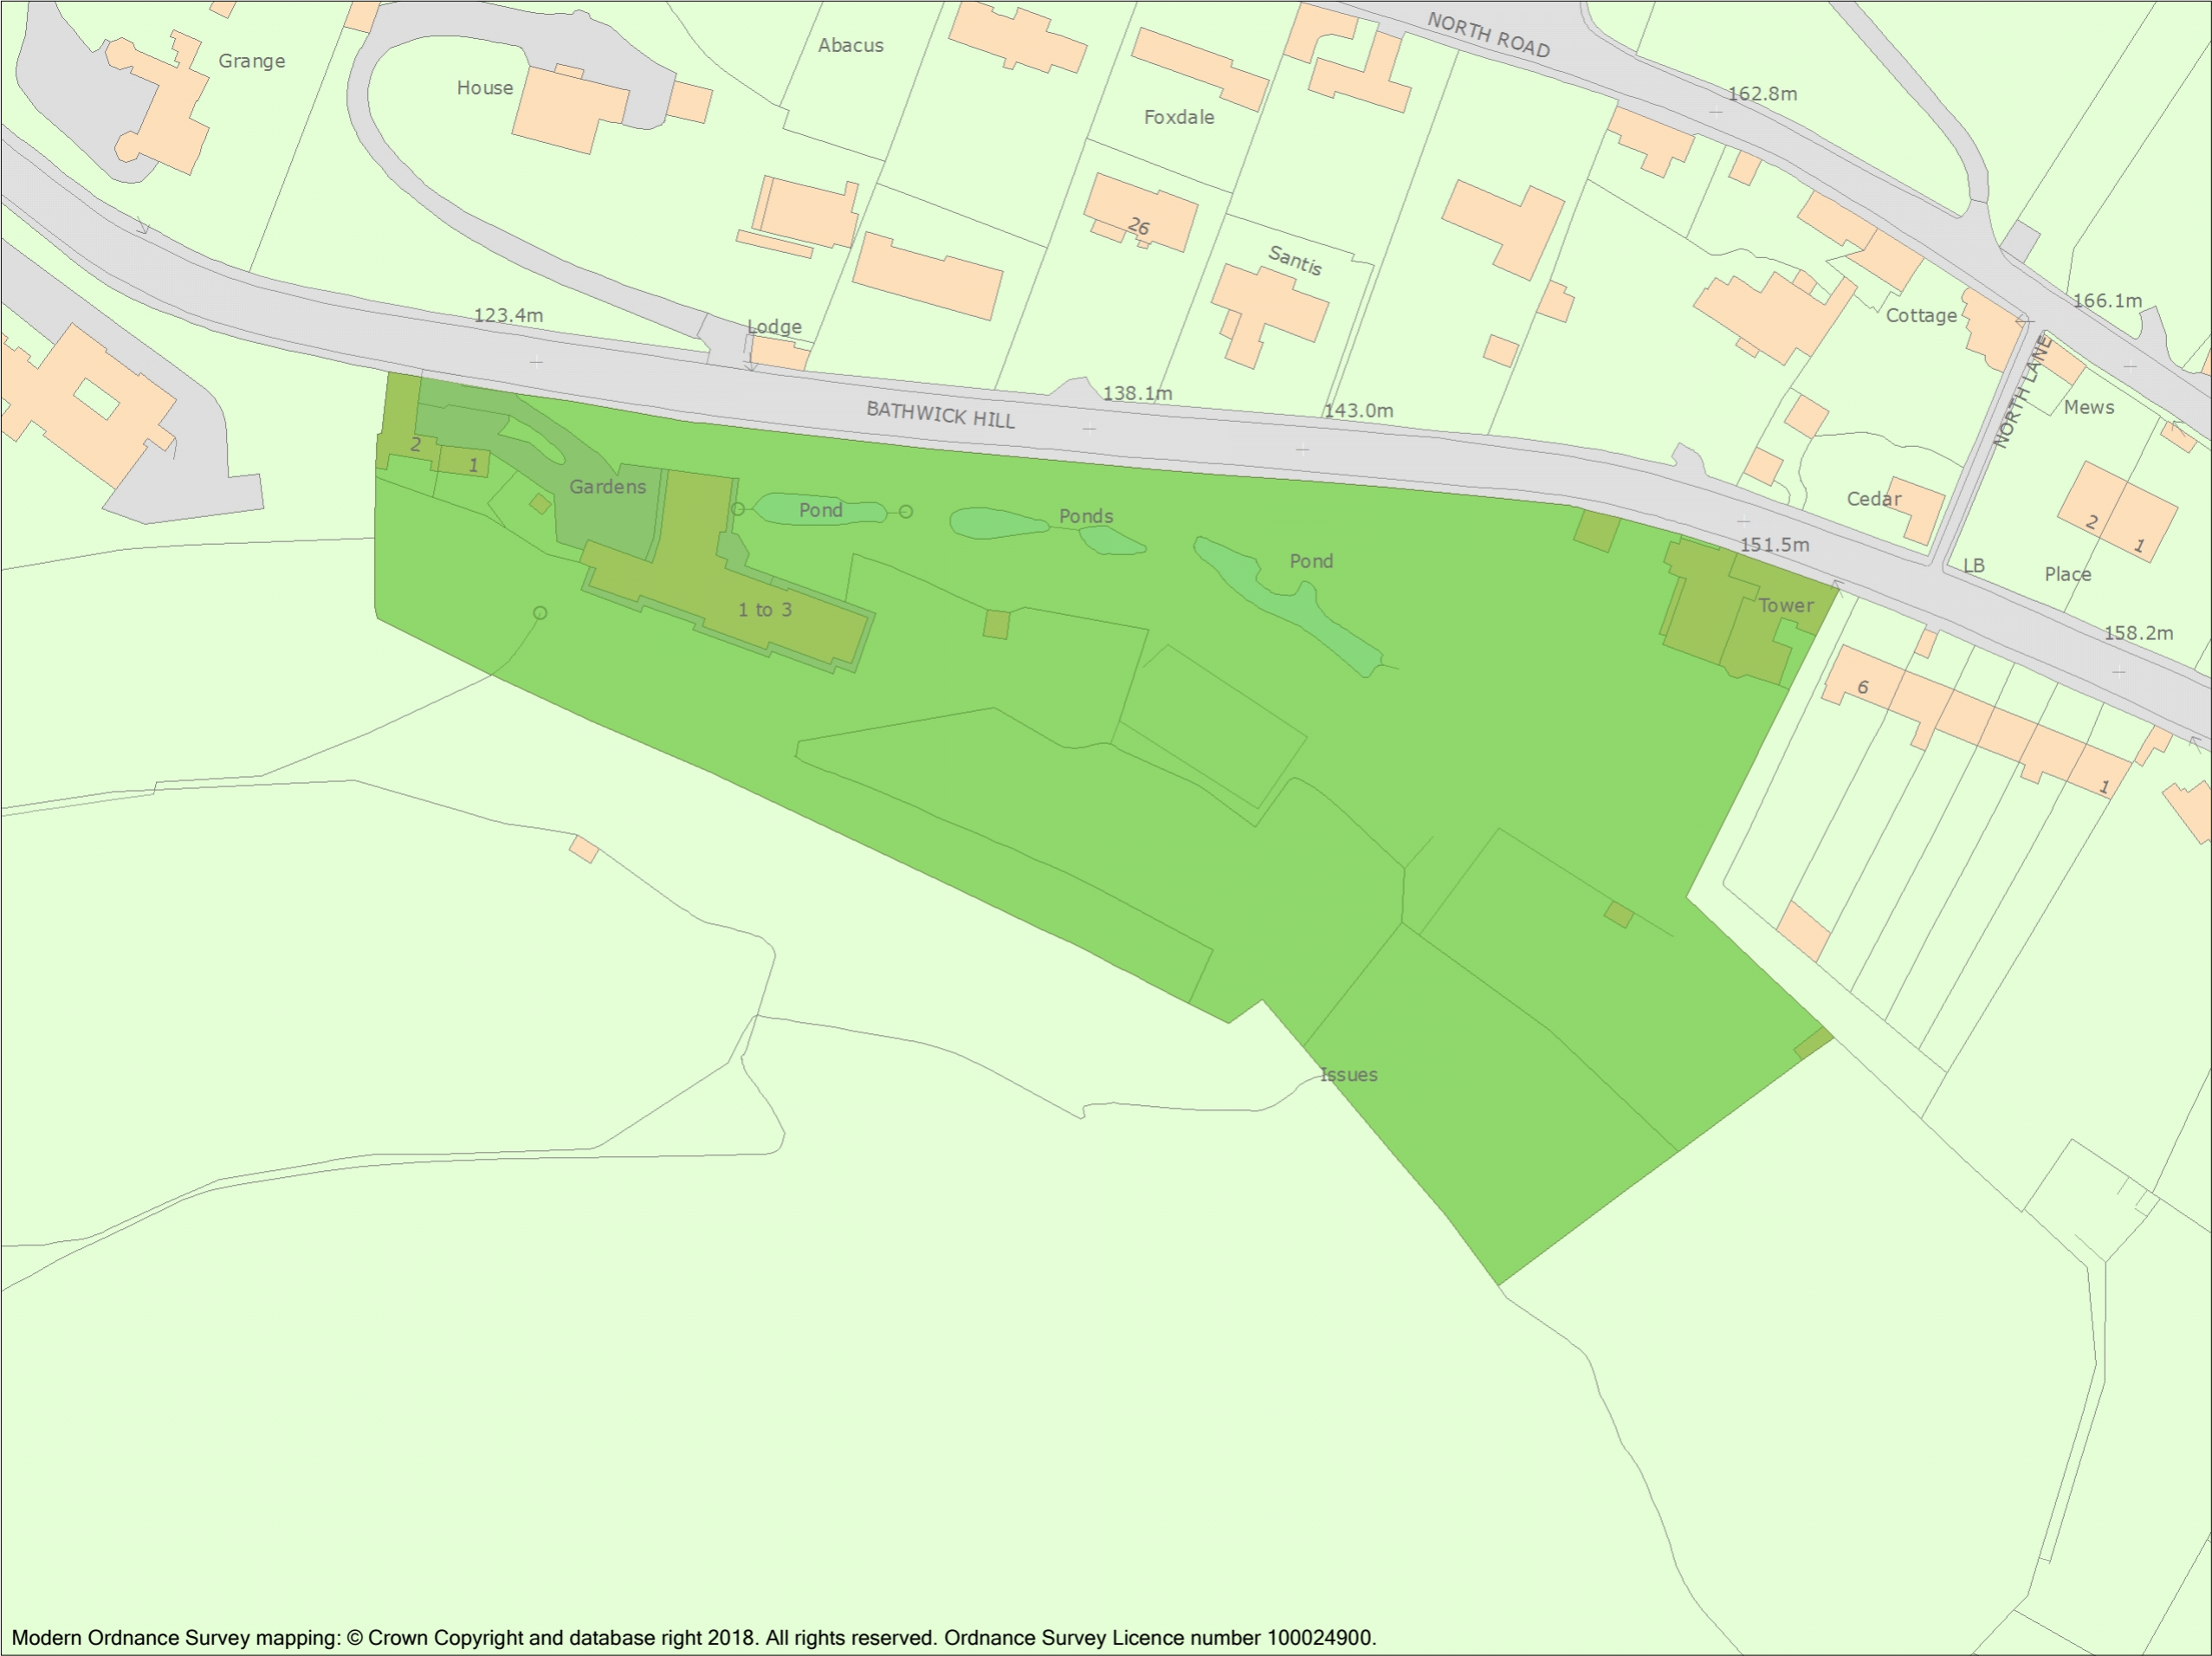 NORTH ROAD
Abacus
Grange
House
162.8m
Foxdale
26
Santis
166.1m
123.4m
Cottage
Lodge
NORTH LANE
138.1m
143.0m
Mews
BATHWICK HILL
2
1
Gardens
Cedar
Pond
Ponds
2
1
151.5m
Pond
LB
Place
1 to 3
Tower
158.2m
6
1
Issues
Modern Ordnance Survey mapping: © Crown Copyright and database right 2018. All rights reserved. Ordnance Survey Licence number 100024900.